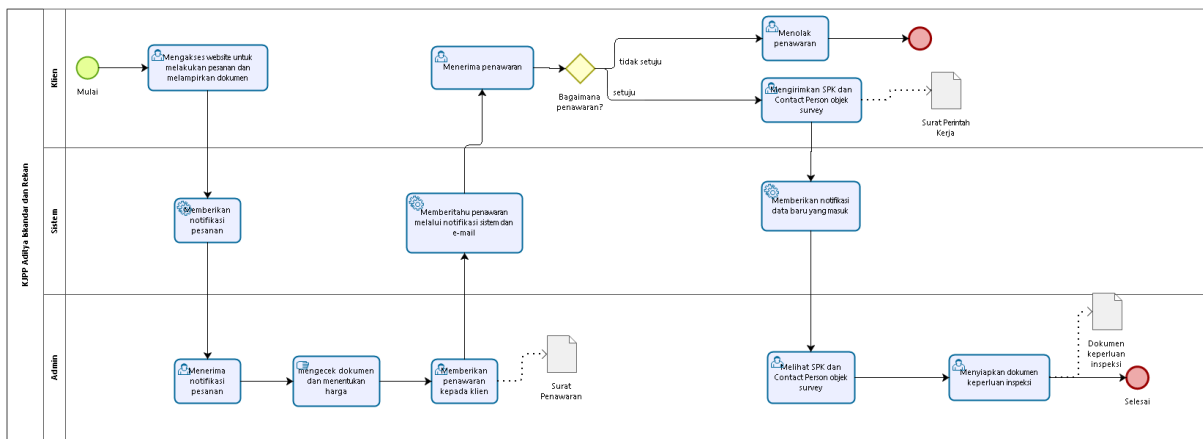 KJPP Aditya Iskandar dan Rekan
Klien
Mulai
Mengakses website untuk
melakukan pesanan dan
melampirkan dokumen
Menerima penawaran
Bagaimana
penawaran?
tidak setuju
setuju
Menolak
penawaran
Mengirimkan SPK dan
Contact Person objek
survey
Surat Perintah
Kerja
Sistem
Memberikan
notifikasi
pesanan
Memberitahu penawaran
melalui notifikasi sistem dan
e-mail
Memberikan notifikasi
data baru yang masuk
Admin
Menerima
notifikasi
pesanan
mengecek dokumen
dan menentukan
harga
Memberikan
penawaran
kepada klien
Surat
Penawaran
Melihat SPK dan
Contact Person objek
survey
Menyiapkan dokumen
keperluan inspeksi
Dokumen
keperluan
inspeksi
Selesai